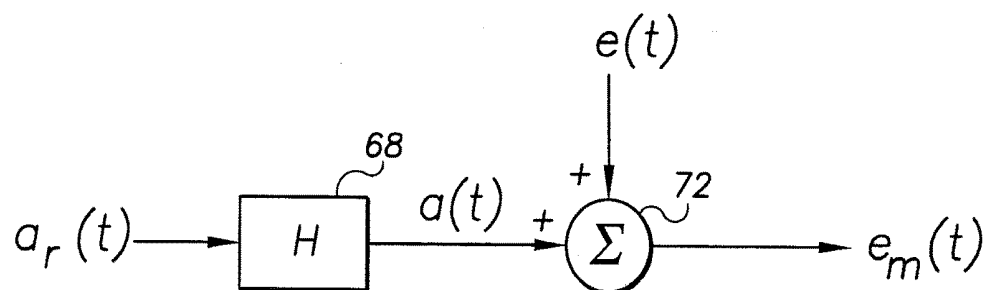 e(t)
68
+
72
a(t)
+
a_r(t)
H
Σ
e_m(t)